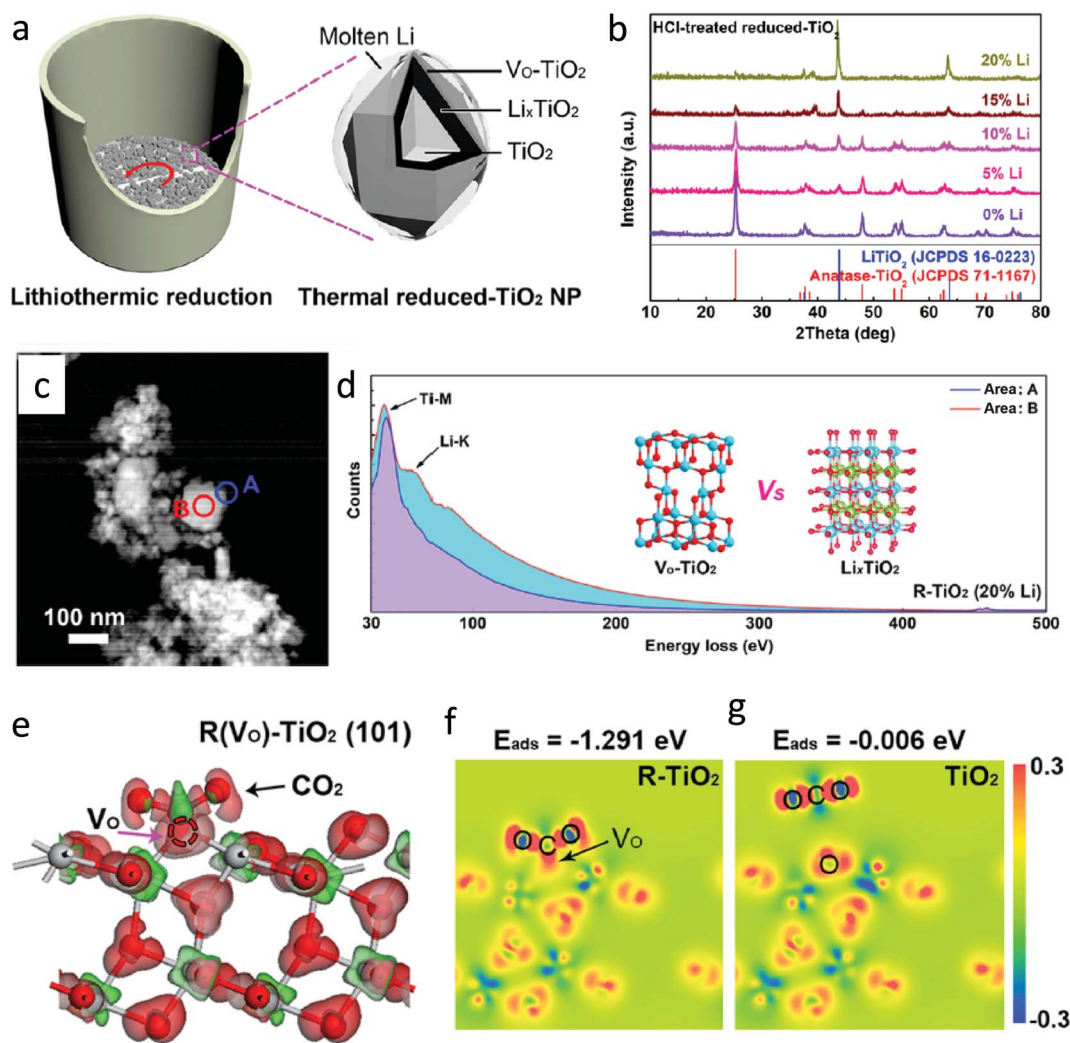 a
Molten Li
Vo-TiO₂
LiₓTiO₂
TiO₂
Lithiothermic reduction
Thermal reduced-TiO₂ NP
b
HCl-treated reduced-TiO₂
20% Li
15% Li
10% Li
5% Li
0% Li
LiTiO₂ (JCPDS 16-0223)
Anatase-TiO₂ (JCPDS 71-1167)
Intensity (a.u.)
10 20 30 40 50 60 70 80
2Theta (deg)
c
A
B
100 nm
d
Ti-M
Li-K
Area: A
Area: B
Counts
Vs
Vo-TiO₂
LiₓTiO₂
R-TiO₂ (20% Li)
30 100 200 300 400 500
Energy loss (eV)
e
R(Vo)-TiO₂ (101)
CO₂
Vo
f
Eads = -1.291 eV
R-TiO₂
O C O
Vo
g
Eads = -0.006 eV
TiO₂
O C O
O
0.3
-0.3